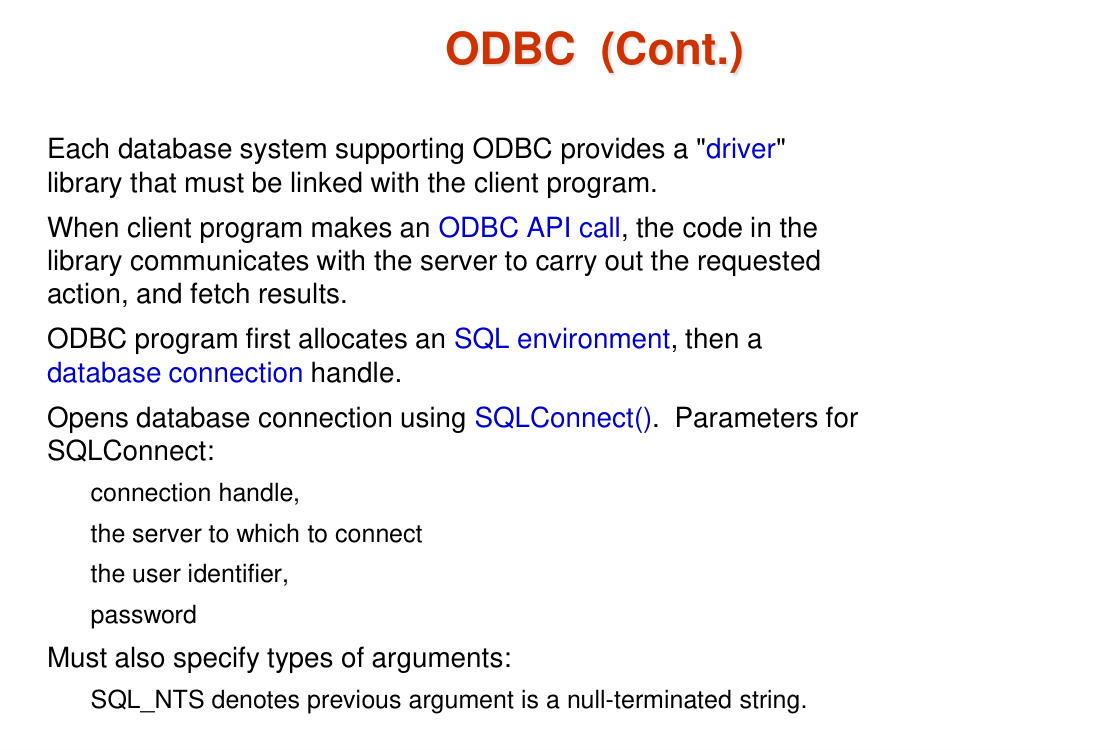 ODBC (Cont.)
Each database system supporting ODBC provides a "driver"
library that must be linked with the client program.
When client program makes an ODBC API call, the code in the
library communicates with the server to carry out the requested
action, and fetch results.
ODBC program first allocates an SQL environment, then a
database connection handle.
Opens database connection using SQLConnect().  Parameters for
SQLConnect:
connection handle,
the server to which to connect
the user identifier,
password
Must also specify types of arguments:
SQL_NTS denotes previous argument is a null-terminated string.